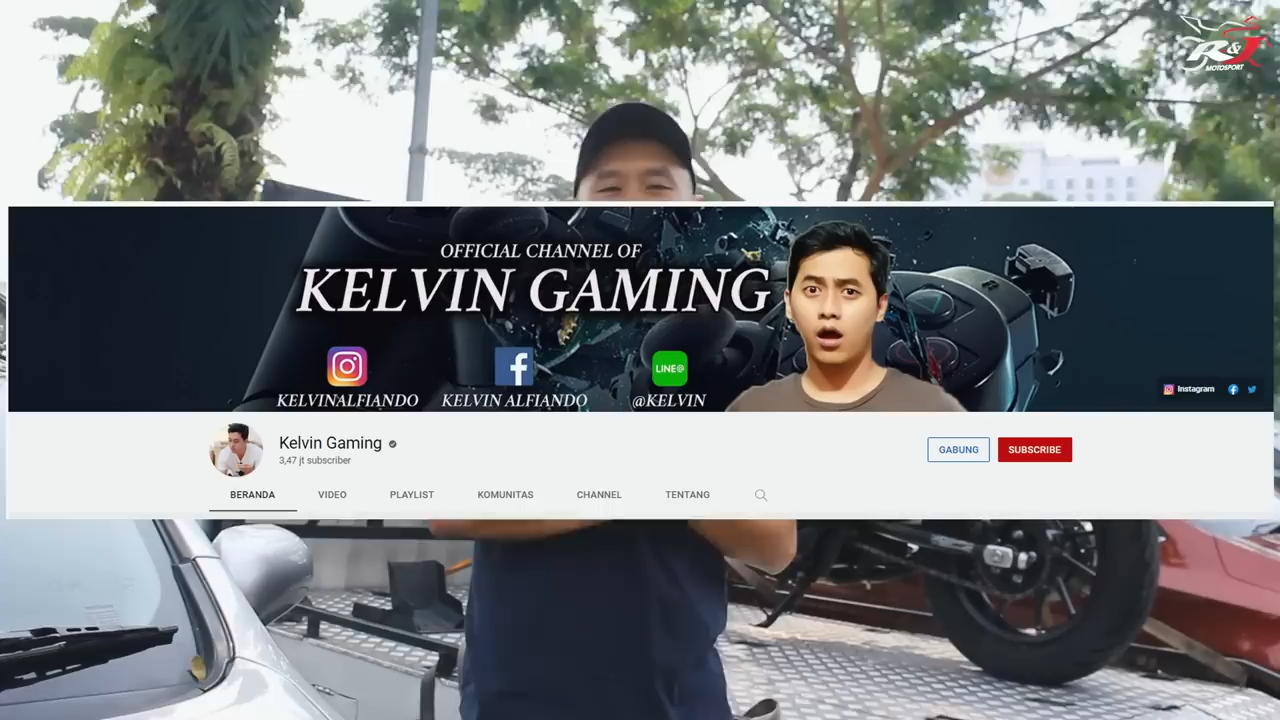 R&J
MOTOSPORT
OFFICIAL CHANNEL OF
KELVIN GAMING
LINE@
KELVINALFIANDO
KELVIN ALFIANDO
@KELVIN
Instagram
Kelvin Gaming
3,47 jt subscriber
GABUNG
SUBSCRIBE
BERANDA
VIDEO
PLAYLIST
KOMUNITAS
CHANNEL
TENTANG